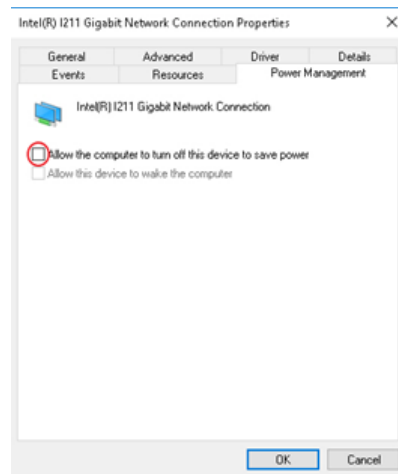 Intel(R) I211 Gigabit Network Connection Properties
General Advanced Driver Details
Events Resources Power Management
Intel(R) I211 Gigabit Network Connection
Allow the computer to turn off this device to save power
Allow this device to wake the computer
OK Cancel